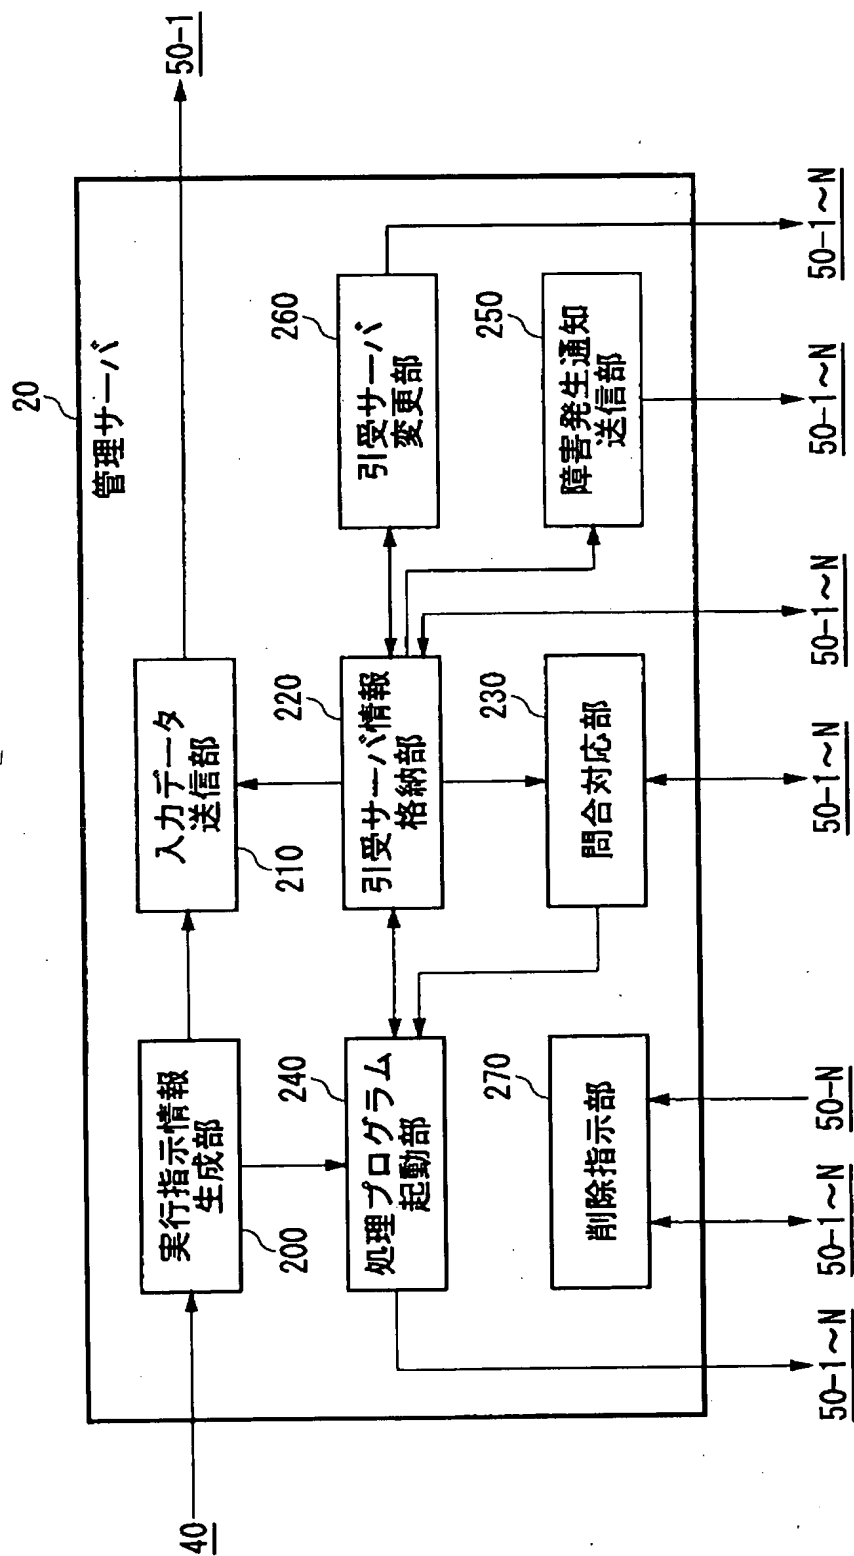 20
管理サーバ
40
実行指示情報
生成部
200
入力データ
送信部
210
50-1
処理プログラム
起動部
240
引受サーバ情報
格納部
220
引受サーバ
変更部
260
削除指示部
270
問合対応部
230
障害発生通知
送信部
250
50-1～N
50-1～N
50-N
50-1～N
50-1～N
50-1～N
50-1～N